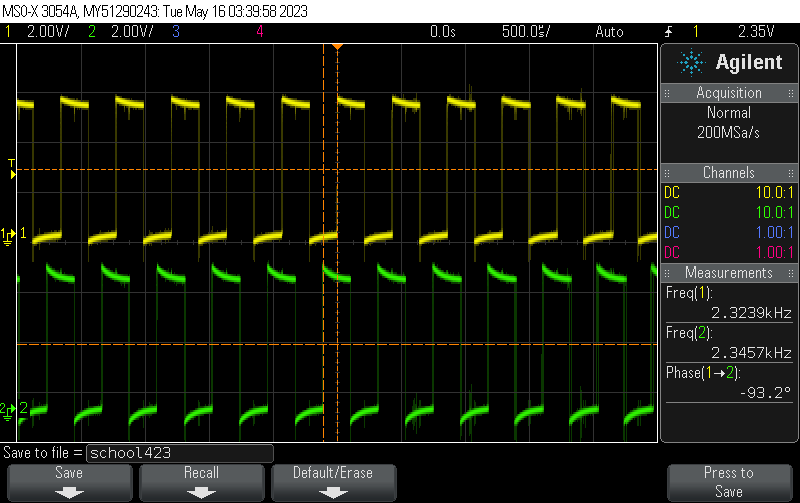 MSO-X 3054A, MY51290243: Tue May 16 03:39:58 2023
1 2.00V/ 2 2.00V/ 3 4 0.0s 500.0㎲/ Auto 1 2.35V
Agilent
Acquisition
Normal
200MSa/s
Channels
DC 10.0:1
DC 10.0:1
DC 1.00:1
DC 1.00:1
Measurements
Freq(1):
2.3239kHz
Freq(2):
2.3457kHz
Phase(1→2):
-93.2°
T
1 1
2 2
Save to file = school423
Save
Recall
Default/Erase
Press to
Save